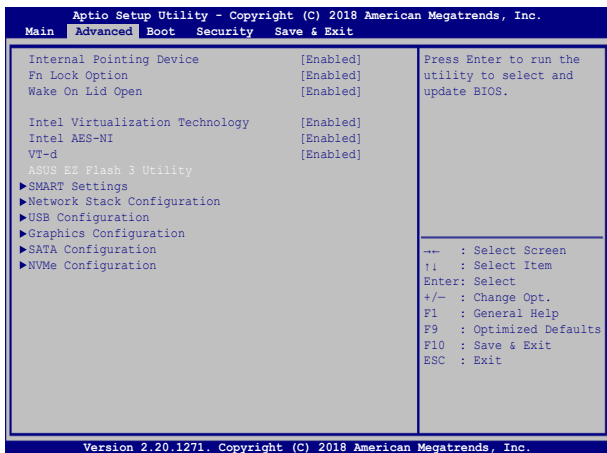 Aptio Setup Utility - Copyright (C) 2018 American Megatrends, Inc.
Main Advanced Boot Security Save & Exit
Internal Pointing Device [Enabled]
Fn Lock Option [Enabled]
Wake On Lid Open [Enabled]
Intel Virtualization Technology [Enabled]
Intel AES-NI [Enabled]
VT-d [Enabled]
ASUS EZ Flash 3 Utility
▶SMART Settings
▶Network Stack Configuration
▶USB Configuration
▶Graphics Configuration
▶SATA Configuration
▶NVMe Configuration
Press Enter to run the
utility to select and
update BIOS.
→← : Select Screen
↑↓ : Select Item
Enter: Select
+/— : Change Opt.
F1 : General Help
F9 : Optimized Defaults
F10 : Save & Exit
ESC : Exit
Version 2.20.1271. Copyright (C) 2018 American Megatrends, Inc.